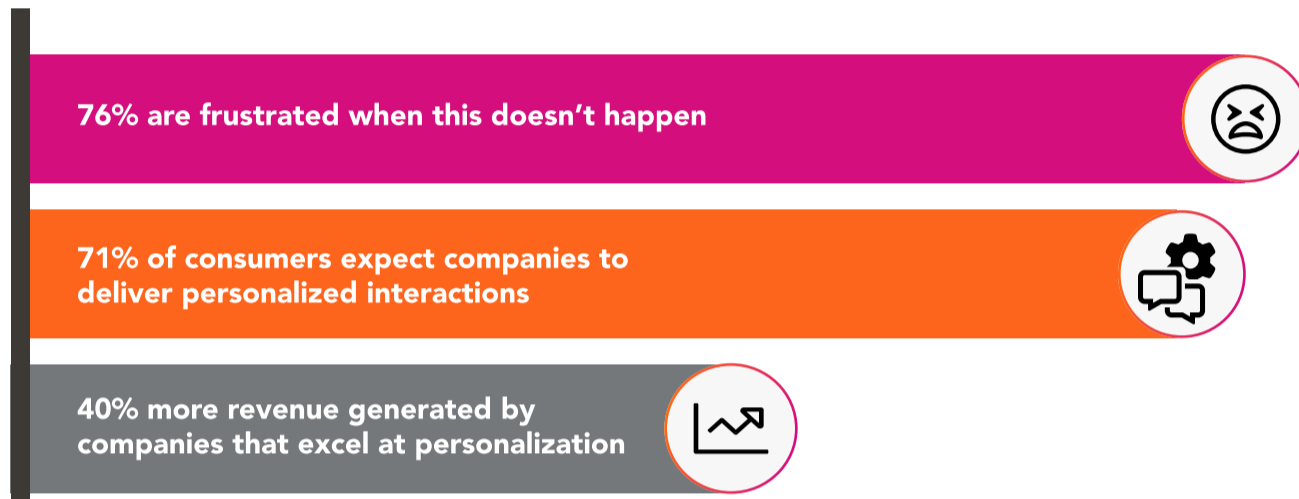 76% are frustrated when this doesn’t happen
71% of consumers expect companies to
deliver personalized interactions
40% more revenue generated by
companies that excel at personalization